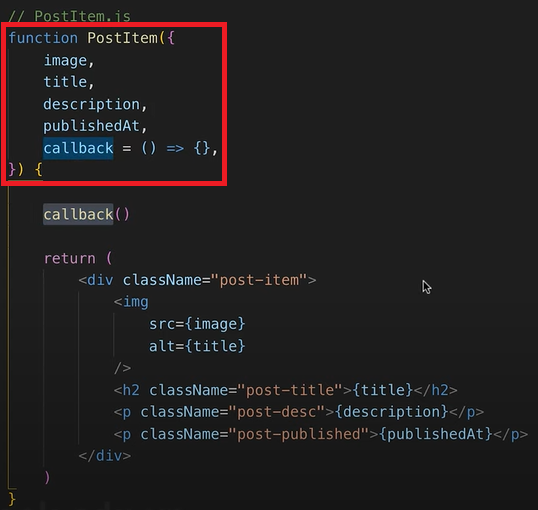 // PostItem.js
function PostItem({
    image,
    title,
    description,
    publishedAt,
    callback = () => {},
}) {
    callback()
    return (
        <div className="post-item">
            <img
                src={image}
                alt={title}
            />
            <h2 className="post-title">{title}</h2>
            <p className="post-desc">{description}</p>
            <p className="post-published">{publishedAt}</p>
        </div>
    )
}